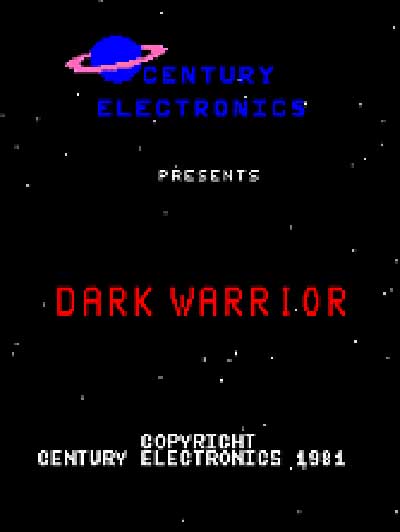 CENTURY
ELECTRONICS
PRESENTS
DARK WARRIOR
COPYRIGHT
CENTURY ELECTRONICS 1981